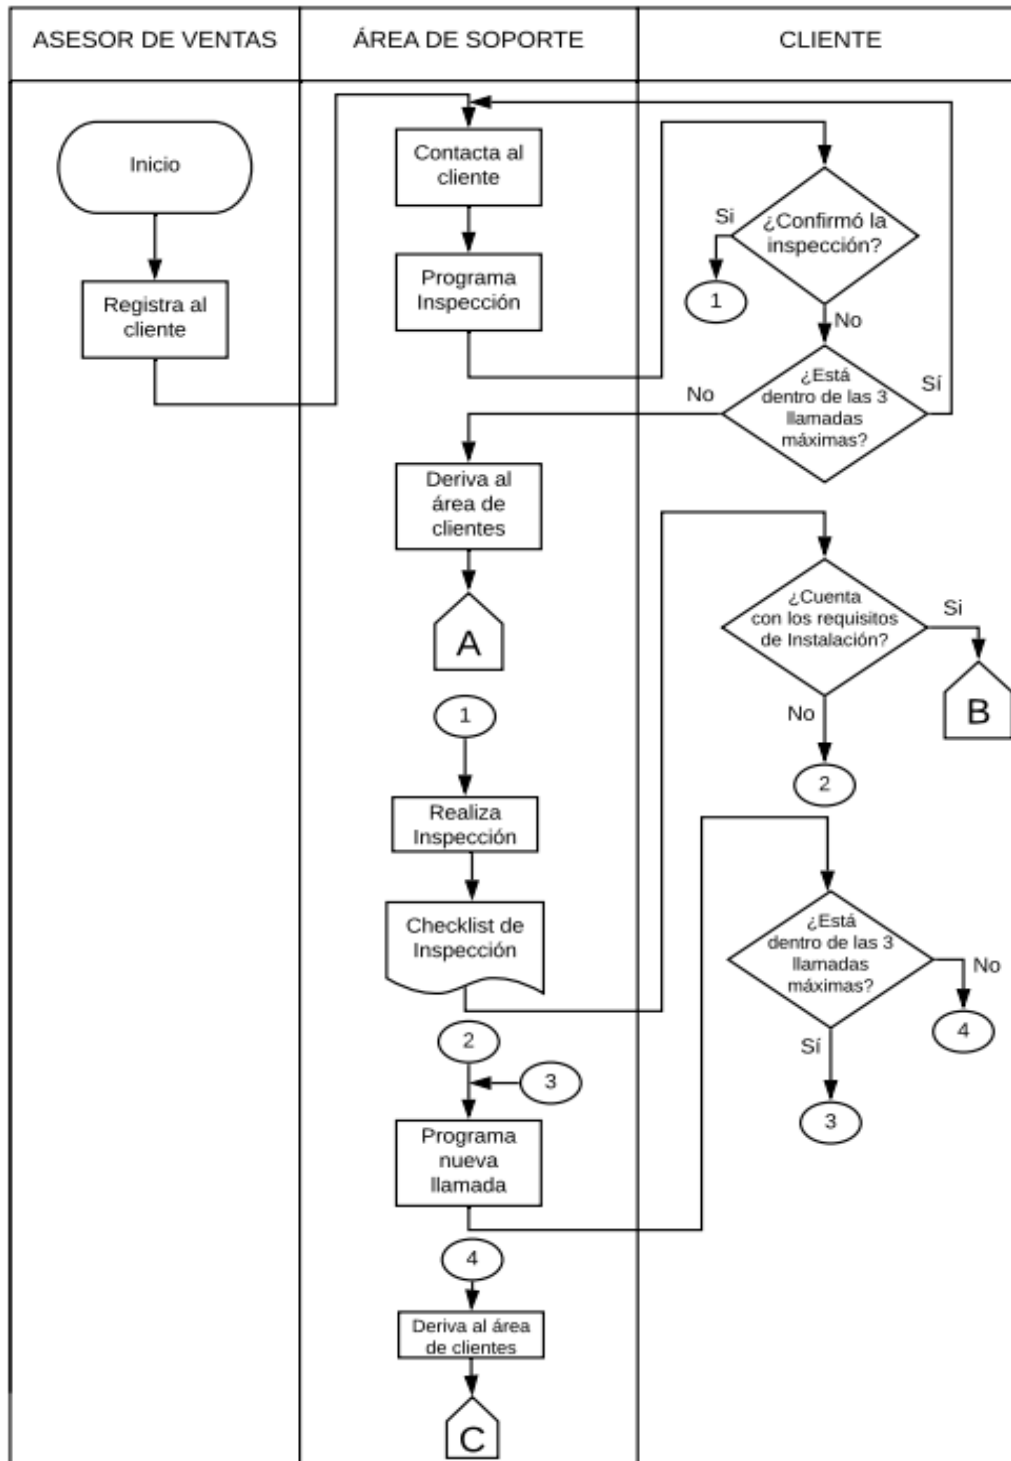 ASESOR DE VENTAS
ÁREA DE SOPORTE
CLIENTE
Inicio
Registra al
cliente
Contacta al
cliente
Programa
Inspección
¿Confirmó la
inspección?
Si
1
No
¿Está
dentro de las 3
llamadas
máximas?
Sí
No
Deriva al
área de
clientes
A
¿Cuenta
con los requisitos
de Instalación?
Si
B
No
2
1
Realiza
Inspección
Checklist de
Inspección
¿Está
dentro de las 3
llamadas
máximas?
No
4
Sí
3
2
3
Programa
nueva
llamada
4
Deriva al área
de clientes
C